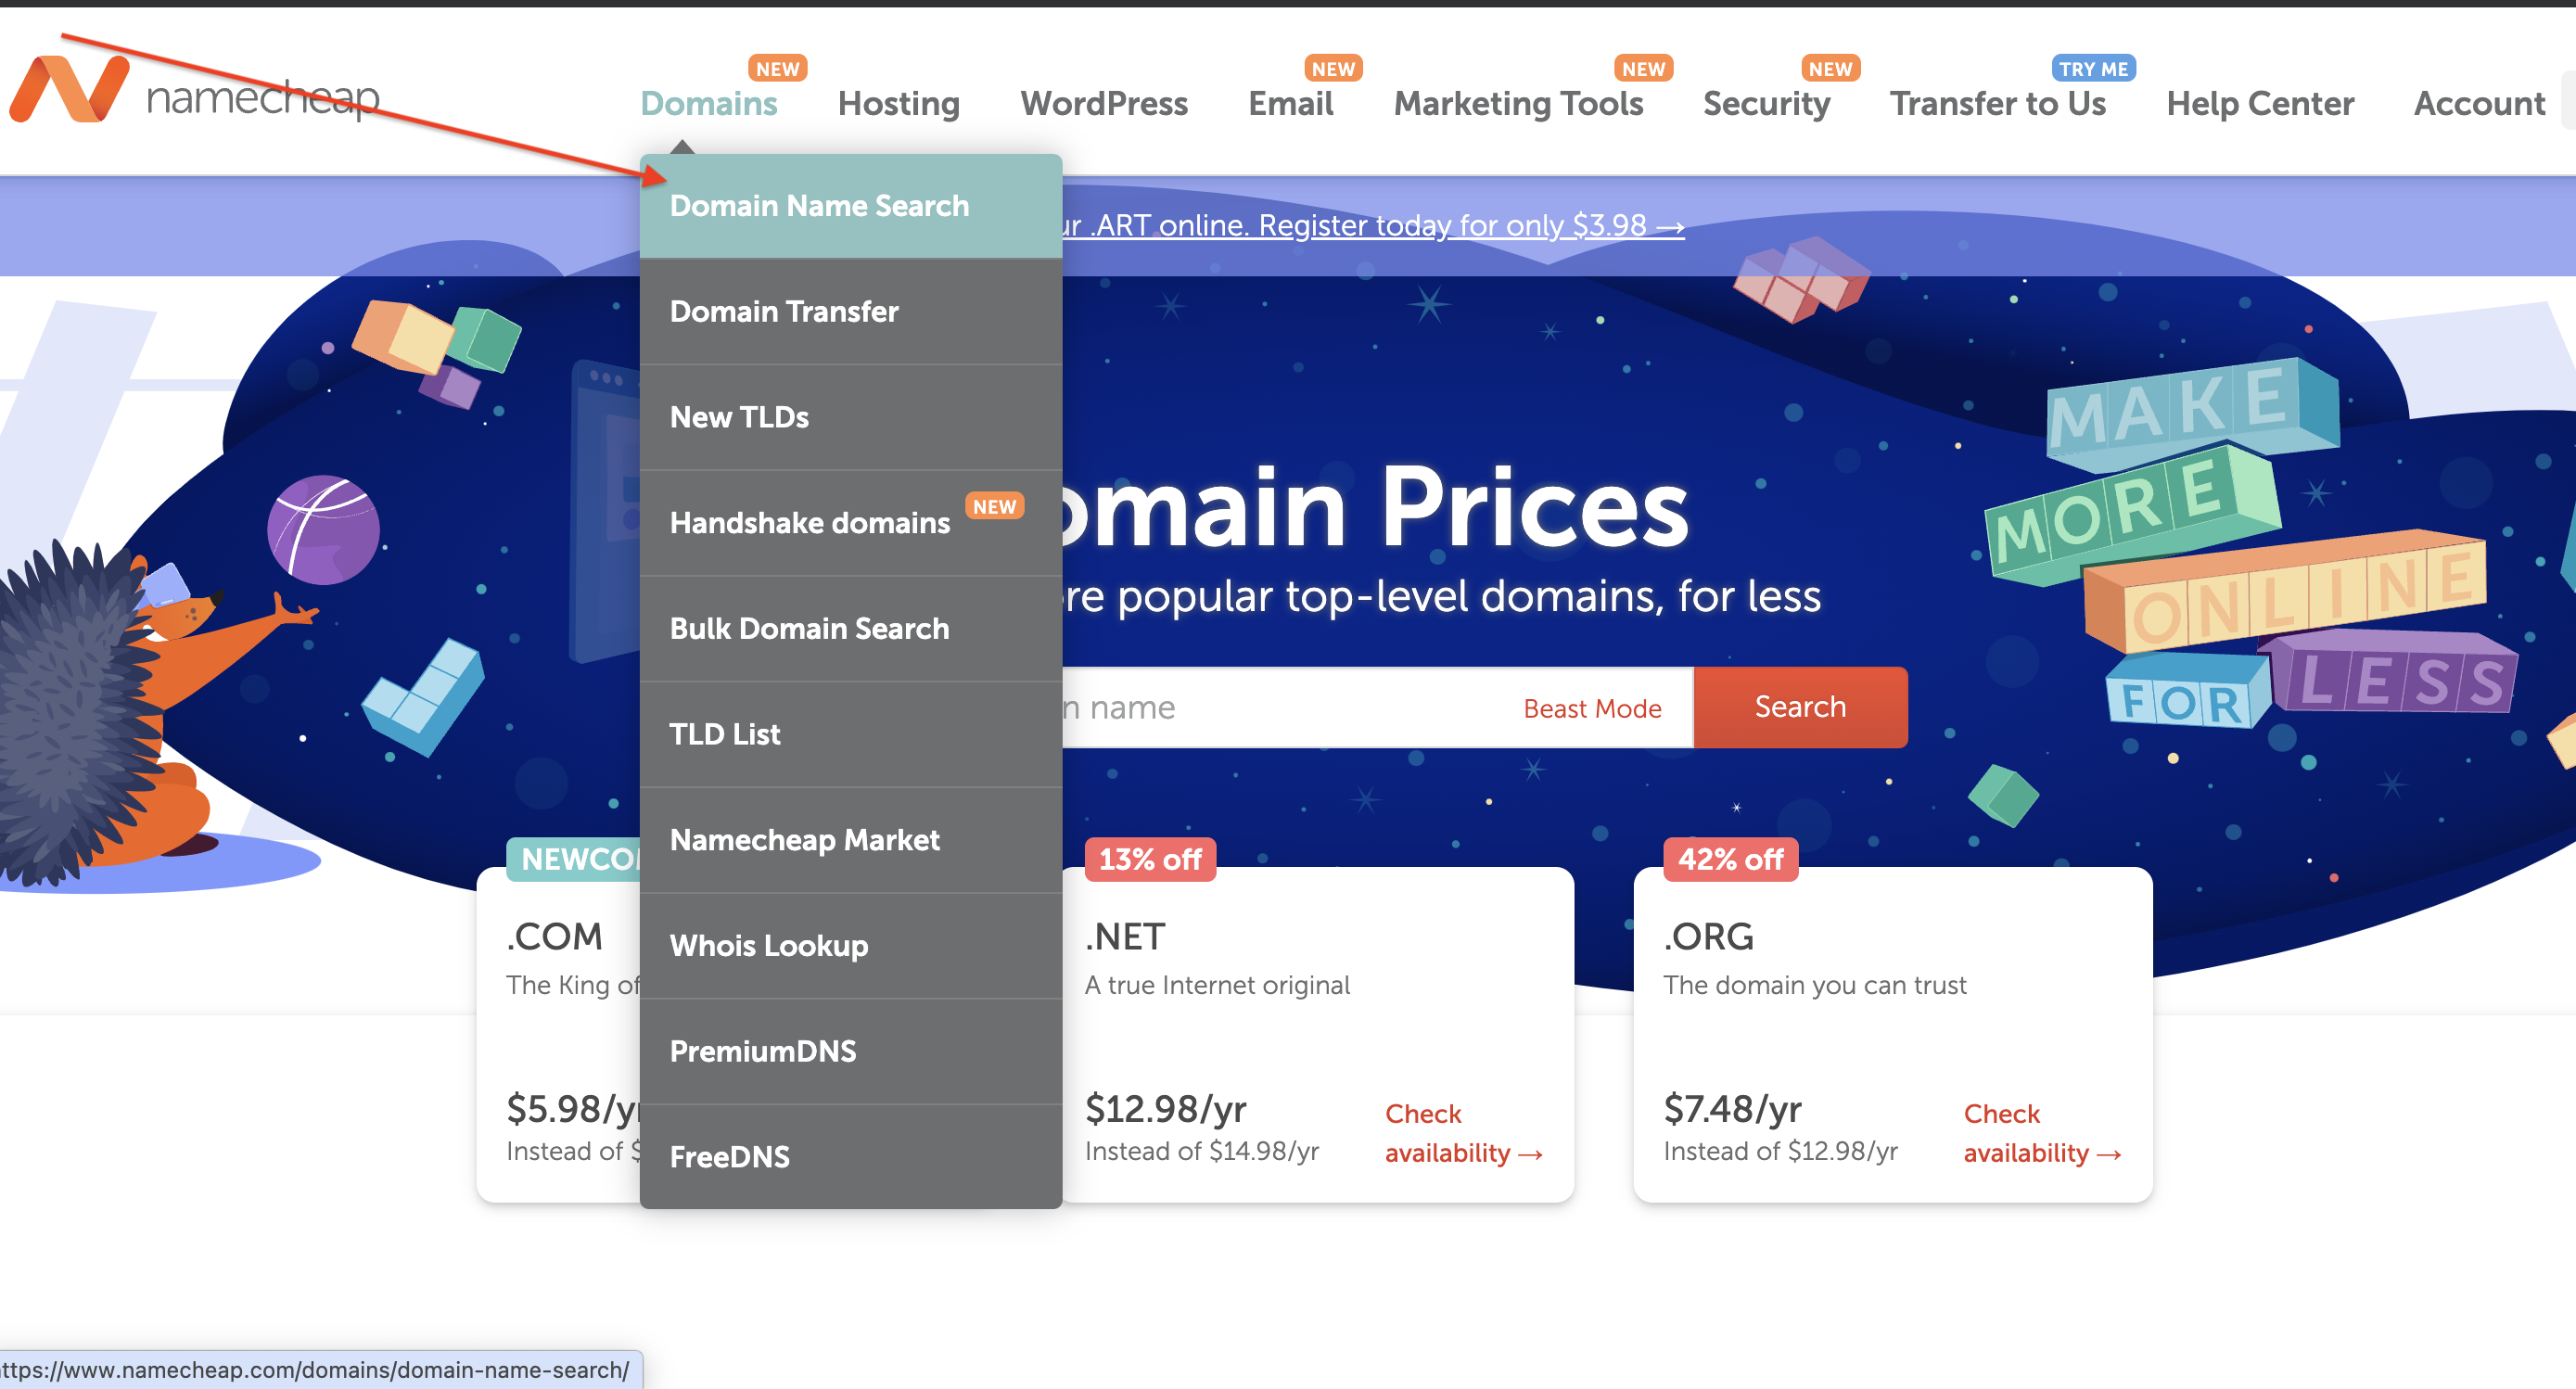 namecheap
NEW
NEW
NEW
NEW
TRY ME
Domains
Hosting
WordPress
Email
Marketing Tools
Security
Transfer to Us
Help Center
Account
Domain Name Search
Domain Transfer
New TLDs
Handshake domains NEW
Bulk Domain Search
TLD List
Namecheap Market
Whois Lookup
PremiumDNS
FreeDNS
.ART online. Register today for only $3.98 →
Prices
popular top-level domains, for less
name
Beast Mode
Search
MAKE
MORE
ONLINE
FOR
LESS
.COM
The King of
$5.98/
Instead of $
13% off
.NET
A true Internet original
$12.98/yr
Instead of $14.98/yr
Check
availability →
42% off
.ORG
The domain you can trust
$7.48/yr
Instead of $12.98/yr
Check
availability →
ttps://www.namecheap.com/domains/domain-name-search/